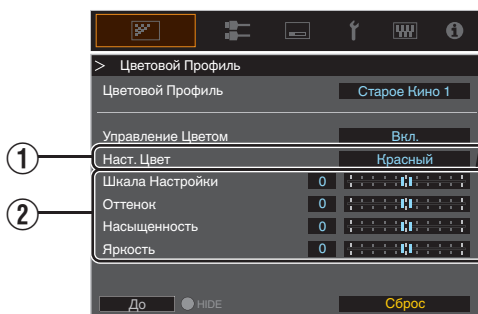 > Цветовой Профиль
Цветовой Профиль Старое Кино 1
Управление Цветом Вкл.
1 Наст. Цвет Красный
2 Шкала Настройки 0
Оттенок 0
Насыщенность 0
Яркость 0
До HIDE Сброс